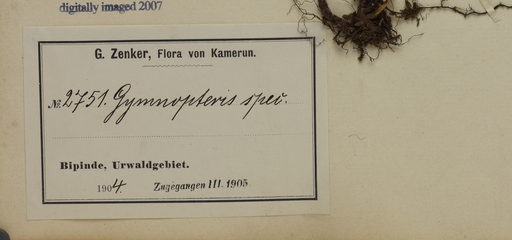 digitally imaged 2007
G. Zenker, Flora von Kamerun.
No. 2751. Gymnopteris spec.
Bipinde, Urwaldgebiet.
1904. Zugegangen III. 1905